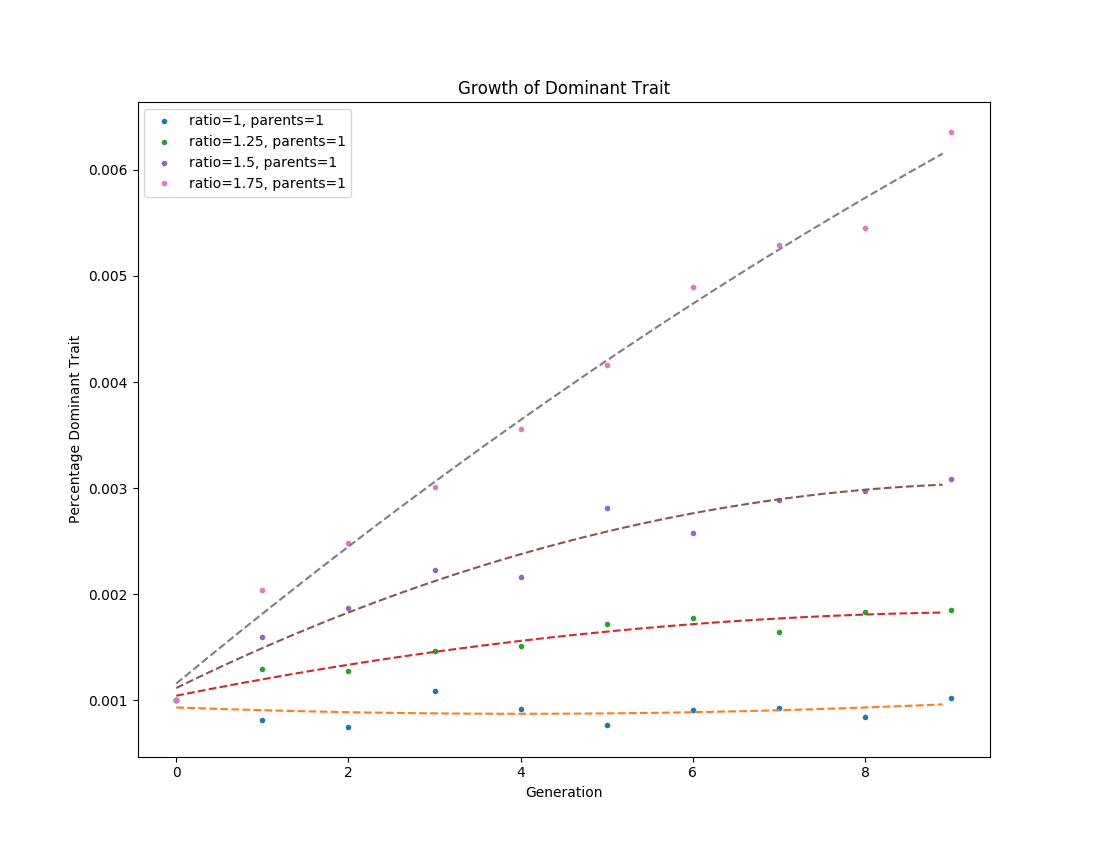 Growth of Dominant Trait
ratio=1, parents=1
ratio=1.25, parents=1
ratio=1.5, parents=1
ratio=1.75, parents=1
0.006
0.005
0.004
0.003
0.002
0.001
Percentage Dominant Trait
0 2 4 6 8
Generation